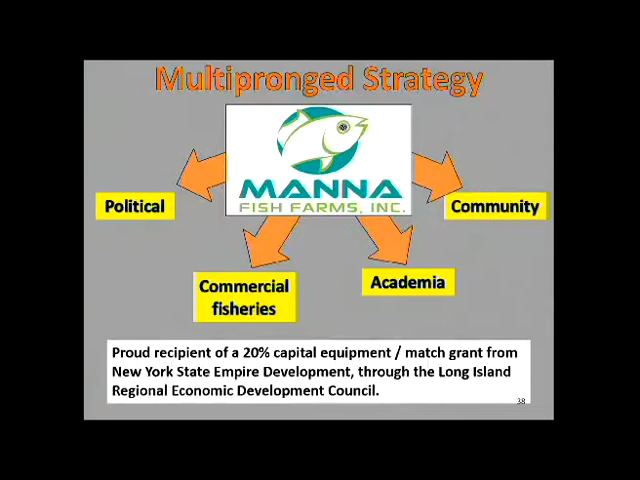 Multipronged Strategy
MANNA
FISH FARMS, INC.
Political
Community
Commercial
fisheries
Academia
Proud recipient of a 20% capital equipment / match grant from
New York State Empire Development, through the Long Island
Regional Economic Development Council.
38